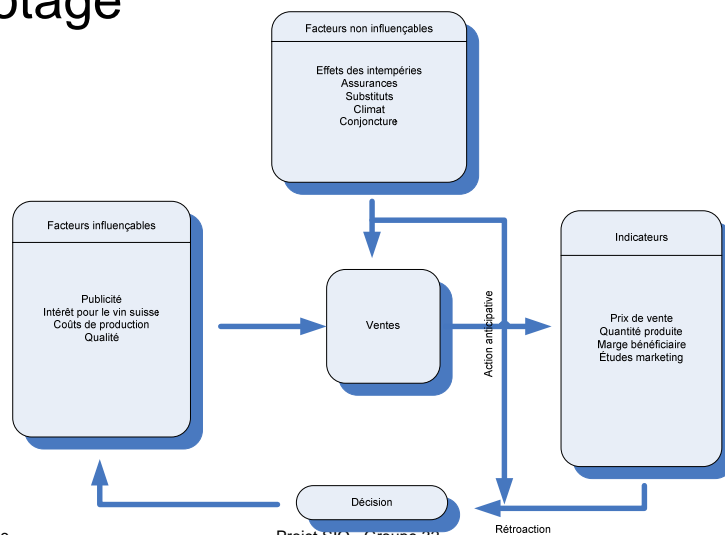 Facteurs non influençables
Effets des intempéries
Assurances
Substituts
Climat
Conjoncture
Facteurs influençables
Publicité
Intérêt pour le vin suisse
Coûts de production
Qualité
Ventes
Action anticipative
Indicateurs
Prix de vente
Quantité produite
Marge bénéficiaire
Études marketing
Décision
Rétroaction